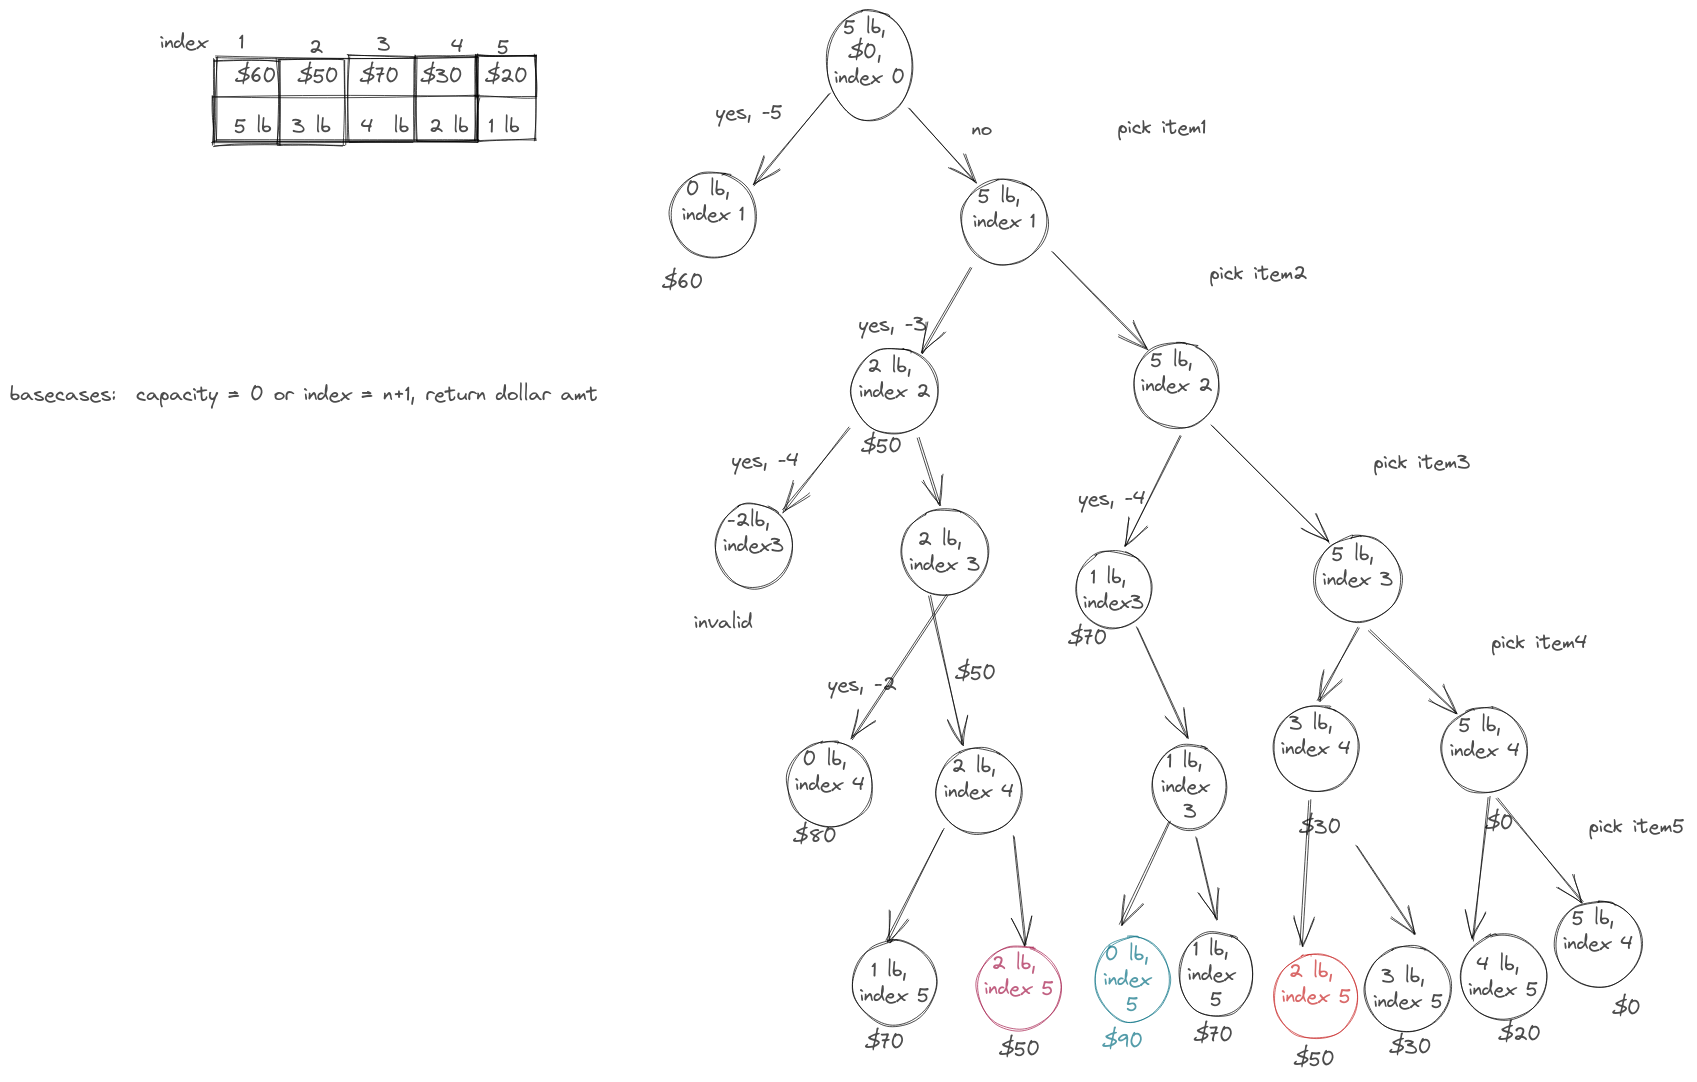 index 1 2 3 4 5
$60 $50 $70 $30 $20
5 lb 3 lb 4 lb 2 lb 1 lb
basecases: capacity = 0 or index = n+1, return dollar amt
5 lb,
$0,
index 0
yes, -5
no
pick item1
0 lb,
index 1
$60
5 lb,
index 1
pick item2
yes, -3
2 lb,
index 2
$50
5 lb,
index 2
pick item3
yes, -4
-2lb,
index3
invalid
2 lb,
index 3
yes, -4
1 lb,
index3
$70
5 lb,
index 3
pick item4
yes, -2
$50
0 lb,
index 4
$80
2 lb,
index 4
1 lb,
index
3
3 lb,
index 4
$30
5 lb,
index 4
$0
pick item5
1 lb,
index 5
$70
2 lb,
index 5
$50
0 lb,
index
5
$90
1 lb,
index
5
$70
2 lb,
index 5
$50
3 lb,
index 5
$30
4 lb,
index 5
$20
5 lb,
index 4
$0